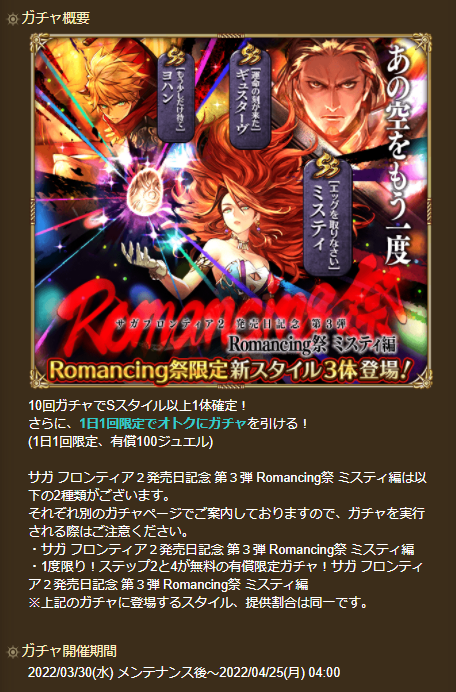 ガチャ概要
あの空をもう一度
SS
[運命の刻が来た]
ギュスターヴ
SS
[もう少しだけ待て]
ヨハン
SS
[エッグを取りなさい]
ミスティ
Romancing祭
サガフロンティア2 発売日記念 第3弾
Romancing祭 ミスティ編
Romancing祭限定新スタイル3体登場!
10回ガチャでSスタイル以上1体確定!
さらに、1日1回限定でオトクにガチャを引ける!
(1日1回限定、有償100ジュエル)
サガ フロンティア2発売日記念 第3弾 Romancing祭 ミスティ編は以
下の2種類がございます。
それぞれ別のガチャページでご案内しておりますので、ガチャを実行
される際はご注意ください。
・サガ フロンティア2発売日記念 第3弾 Romancing祭 ミスティ編
・1度限り!ステップ2と4が無料の有償限定ガチャ!サガ フロンティ
ア2発売日記念 第3弾 Romancing祭 ミスティ編
※上記のガチャに登場するスタイル、提供割合は同一です。
ガチャ開催期間
2022/03/30(水) メンテナンス後～2022/04/25(月) 04:00